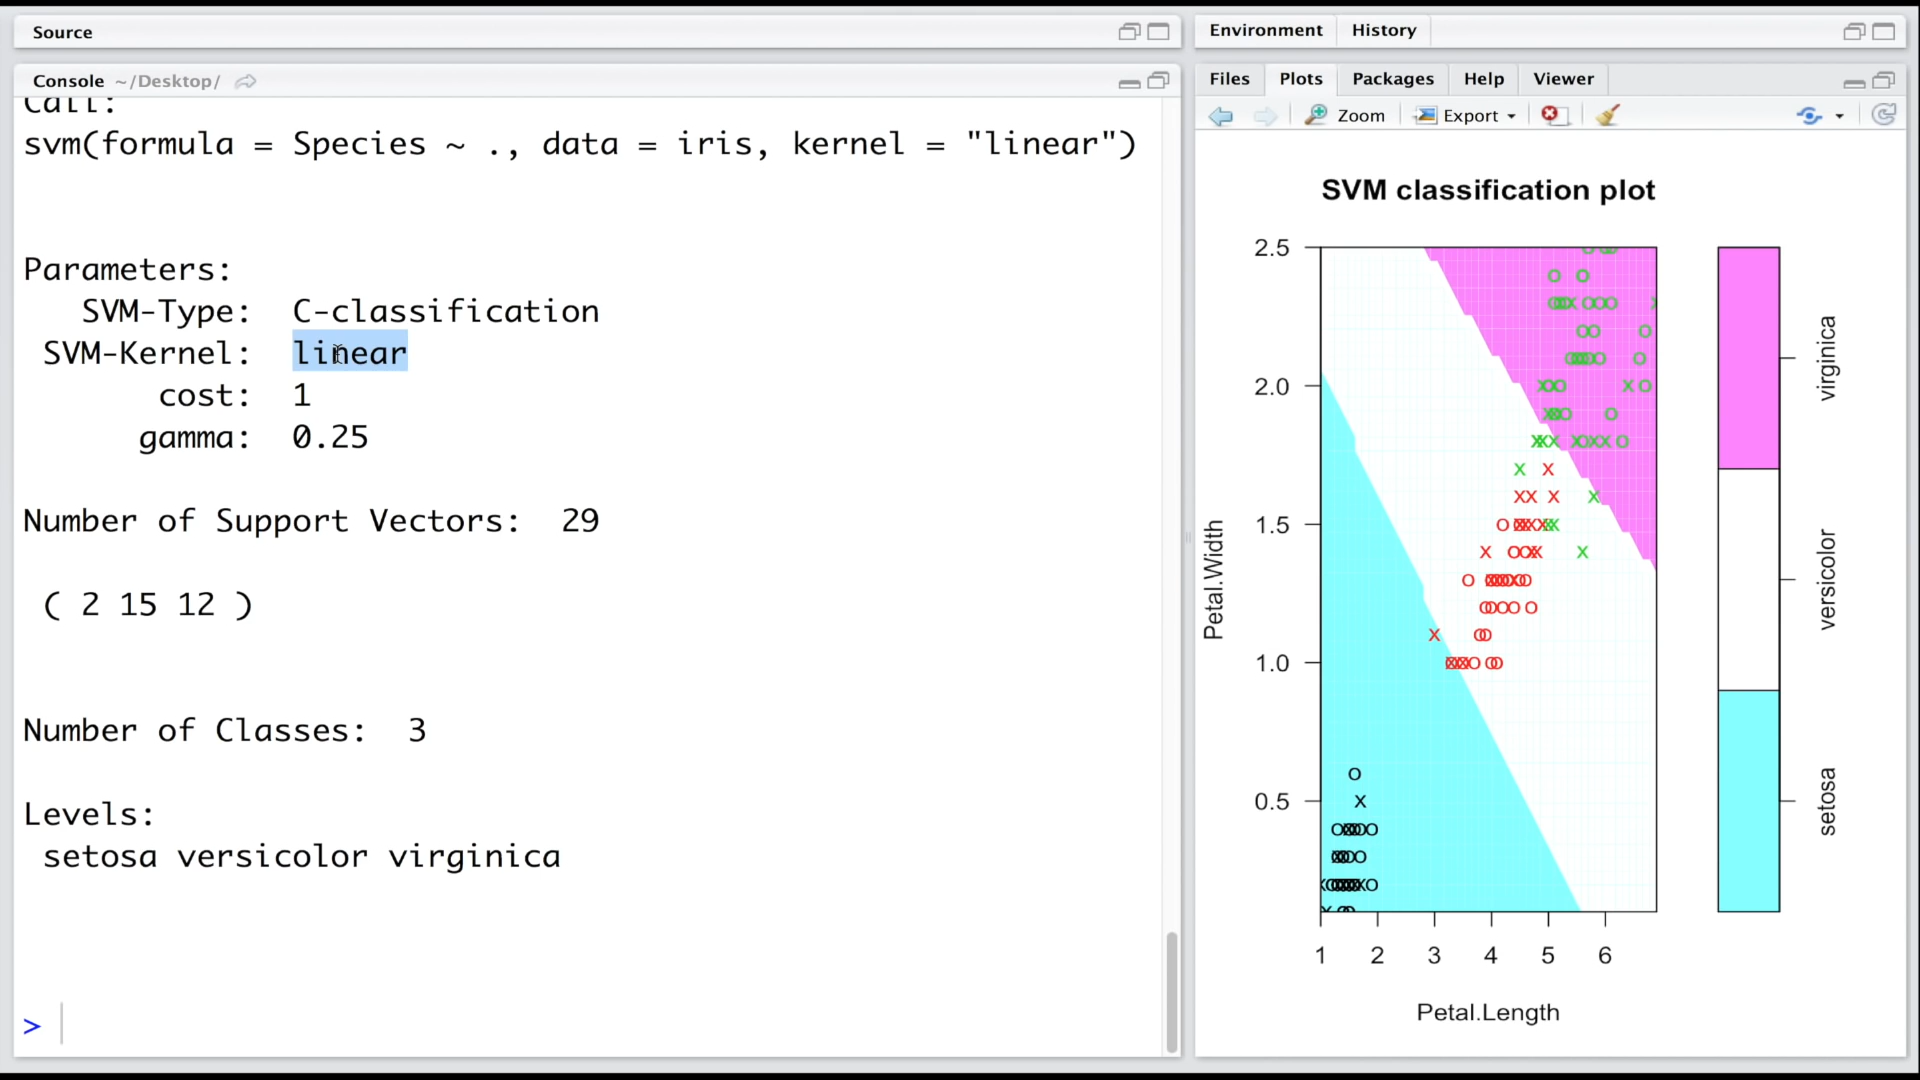 Source
Console ~/Desktop/
Call:
svm(formula = Species ~ ., data = iris, kernel = "linear")
Parameters:
SVM-Type: C-classification
SVM-Kernel: linear
cost: 1
gamma: 0.25
Number of Support Vectors: 29
( 2 15 12 )
Number of Classes: 3
Levels:
setosa versicolor virginica
>
Environment History
Files Plots Packages Help Viewer
Zoom Export
SVM classification plot
2.5
2.0
1.5
1.0
0.5
Petal.Width
1 2 3 4 5 6
Petal.Length
virginica
versicolor
setosa